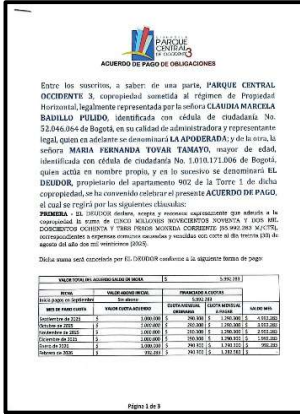 PARQUE
CENTRAL
OCCIDENTE 3
ACUERDO DE PAGO DE OBLIGACIONES
Entre los suscritos, a saber: de una parte, PARQUE CENTRAL
OCCIDENTE 3, copropiedad sometida al régimen de Propiedad
Horizontal, legalmente representada por la señora CLAUDIA MARCELA
BADILLO PULIDO, identificada con cédula de ciudadanía No.
52.046.064 de Bogotá, en su calidad de administradora y representante
legal, quien en adelante se denominará LA APODERADA; y de la otra, la
señora MARIA FERNANDA TOVAR TAMAYO, mayor de edad,
identificada con cédula de ciudadanía No. 1.010.171.006 de Bogotá,
quien actúa en nombre propio, y en lo sucesivo se denominará EL
DEUDOR, propietario del apartamento 902 de la Torre 1 de dicha
copropiedad, se ha convenido celebrar el presente ACUERDO DE PAGO,
el cual se regirá por las siguientes cláusulas:
PRIMERA - EL DEUDOR declara, acepta y reconoce expresamente que adeuda a la
copropiedad la suma de CINCO MILLONES NOVECIENTOS NOVENTA Y DOS MIL
DOSCIENTOS OCHENTA Y TRES PESOS MONEDA CORRIENTE ($5.992.283 M/CTE),
correspondientes a expensas comunes causadas y vencidas con corte al día treinta (30) de
agosto del año dos mil veinticinco (2025).
Dicha suma será cancelada por EL DEUDOR conforme a la siguiente forma de pago:
VALOR TOTAL DEL ACUERDO SALDO DE MORA $ 5.992.283
FECHA VALOR ABONO INICIAL FINANCIADO A CUOTAS
Inicia pagos en Septiembre Sin abono 5.992.283
MES DE PAGO CUOTA VALOR CUOTA ACUERDO CUOTA MENSUAL ORDINARIA CUOTA MENSUAL A PAGAR SALDO MES
Septiembre de 2025 $ 1.000.000 $ 290.300 $ 1.290.300 $ 4.992.283
Octubre de 2025 $ 1.000.000 $ 290.300 $ 1.290.300 $ 3.992.283
Noviembre de 2025 $ 1.000.000 $ 290.300 $ 1.290.300 $ 2.992.283
Diciembre de 2025 $ 1.000.000 $ 290.300 $ 1.290.300 $ 1.992.283
Enero de 2026 $ 1.000.000 $ 290.300 $ 1.290.300 $ 992.283
Febrero de 2026 $ 992.283 $ 290.300 $ 1.282.583 $
Página 1 de 3